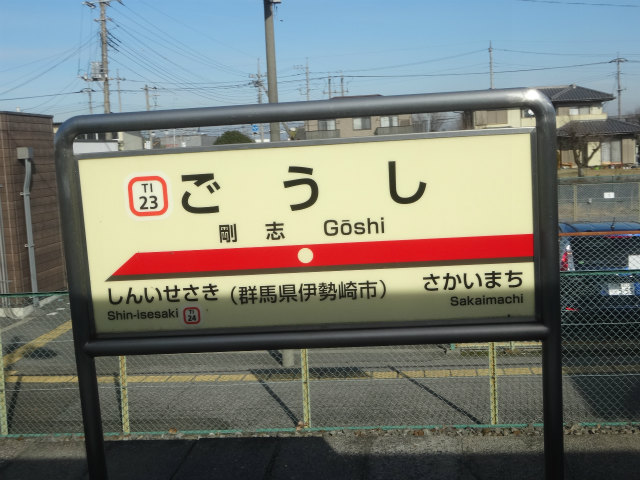 TI
23
ごうし
剛志 Gōshi
しんいせさき (群馬県伊勢崎市) さかいまち
Shin-isesaki TI 24 Sakaimachi